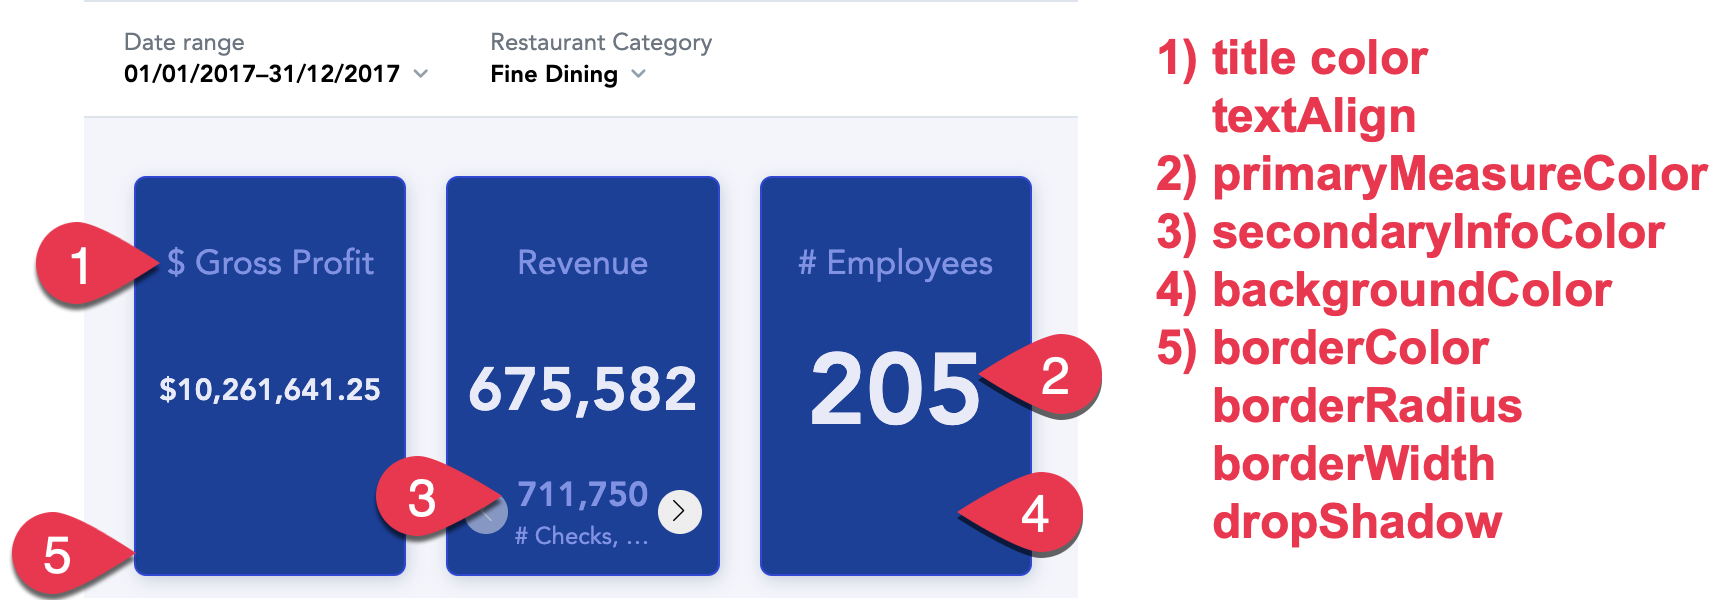 Date range
01/01/2017–31/12/2017
Restaurant Category
Fine Dining
1
$ Gross Profit
$10,261,641.25
5
Revenue
675,582
3
711,750
# Checks, ...
# Employees
205
2
4
1) title color
textAlign
2) primaryMeasureColor
3) secondaryInfoColor
4) backgroundColor
5) borderColor
borderRadius
borderWidth
dropShadow